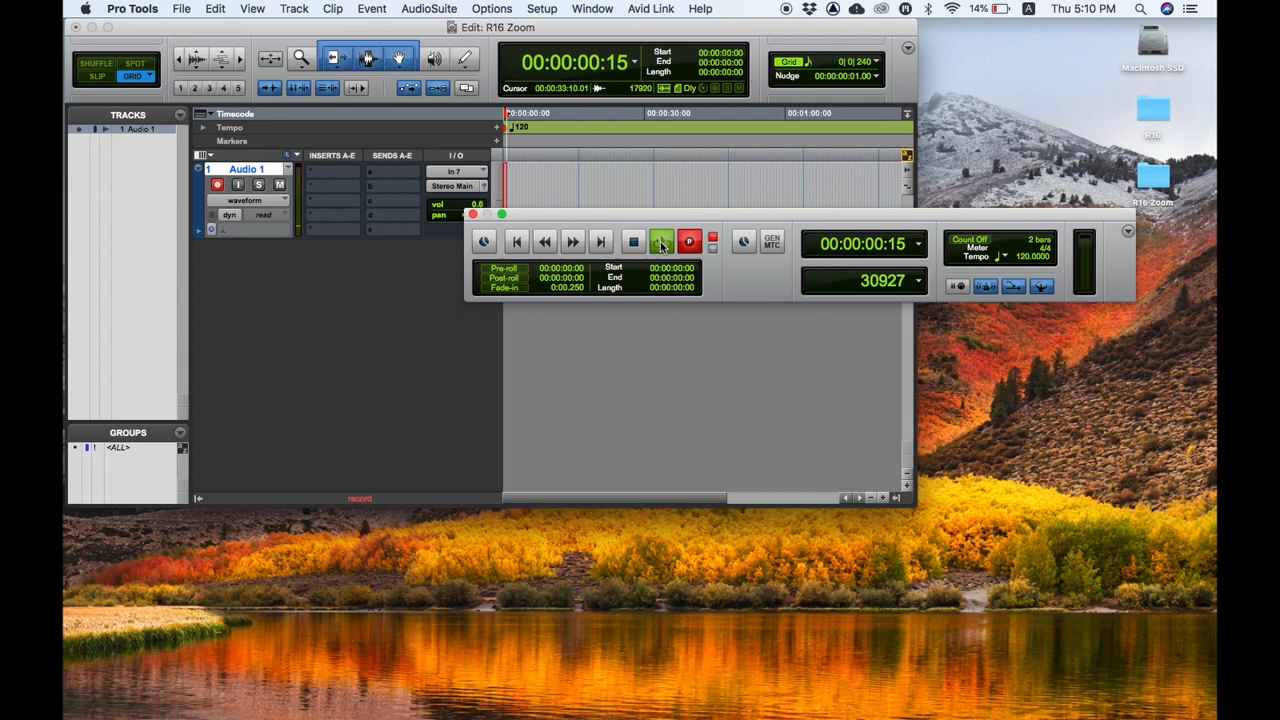 Pro Tools File Edit View Track Clip Event AudioSuite Options Setup Window Avid Link Help 14% A Thu 5:10 PM
Edit: R16 Zoom
SHUFFLE SPOT
SLIP GRID
1 2 3 4 5
00:00:00:15
Start 00:00:00:00
End 00:00:00:00
Length 00:00:00:00
Cursor 00:00:33:10.01 17920 Dly
Grid 0| 0| 240
Nudge 00:00:00:01.00
Macintosh SSD
R16
R16 Zoom
TRACKS
1 Audio 1
Timecode 00:00:00:00 00:00:30:00 00:01:00:00
Tempo 120
Markers
INSERTS A-E SENDS A-E I / O
1 Audio 1
I S M
waveform
dyn read
a
b
c
d
e
In 7
Stereo Main
vol 0.0
pan
P
GEN
MTC
00:00:00:15
30927
Pre-roll 00:00:00:00
Post-roll 00:00:00:00
Fade-in 0:00.250
Start 00:00:00:00
End 00:00:00:00
Length 00:00:00:00
Count Off 2 bars
Meter 4/4
Tempo 120.0000
GROUPS
! <ALL>
record